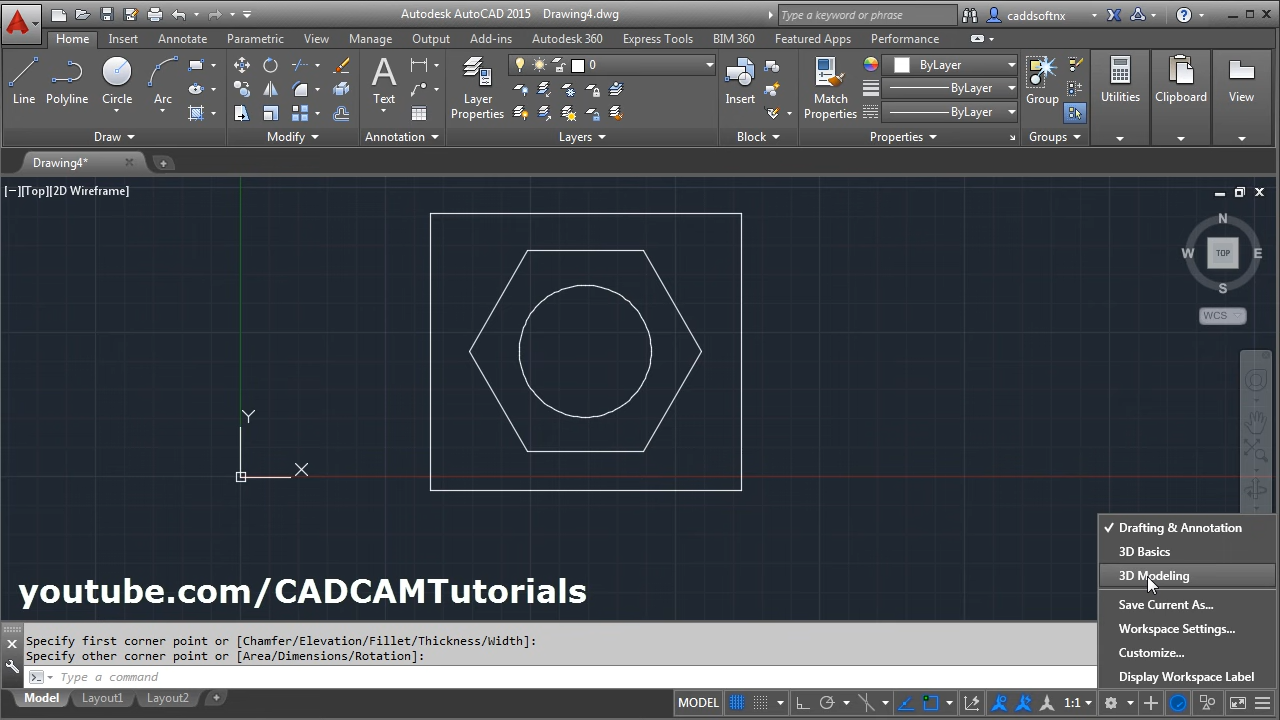 Autodesk AutoCAD 2015 Drawing4.dwg
Type a keyword or phrase
caddsoftnx
Home Insert Annotate Parametric View Manage Output Add-ins Autodesk 360 Express Tools BIM 360 Featured Apps Performance
Line Polyline Circle Arc
Text
Layer Properties
0
Insert
Match Properties
ByLayer
ByLayer
ByLayer
Group
Utilities Clipboard View
Draw Modify Annotation Layers Block Properties Groups
Drawing4*
[−][Top][2D Wireframe]
N
W TOP E
S
WCS
Y
X
Drafting & Annotation
3D Basics
3D Modeling
Save Current As...
Workspace Settings...
Customize...
Display Workspace Label
youtube.com/CADCAMTutorials
Specify first corner point or [Chamfer/Elevation/Fillet/Thickness/Width]:
Specify other corner point or [Area/Dimensions/Rotation]:
Type a command
Model Layout1 Layout2
MODEL 1:1